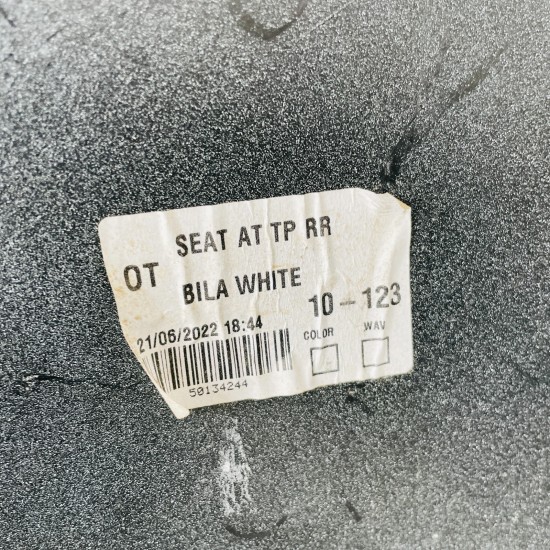 SEAT AT TP RR
OT
BILA WHITE
10-123
21/06/2022 18:44
COLOR WAV
50134244